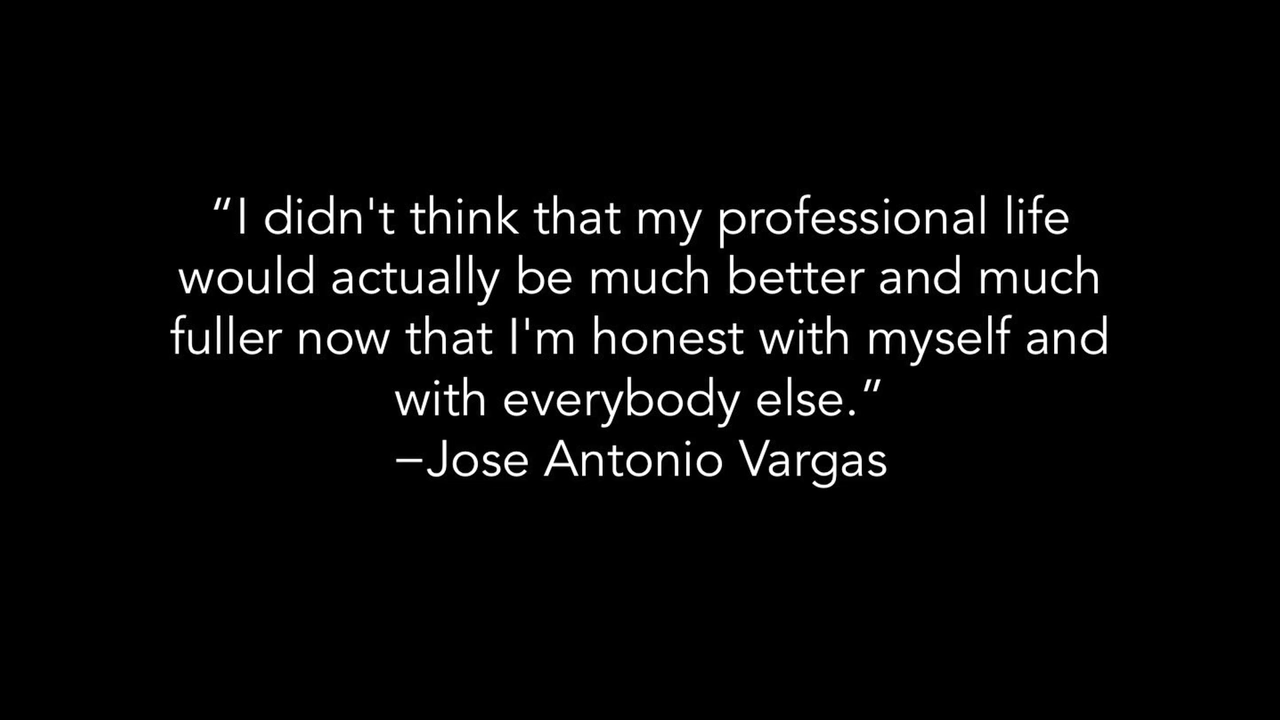 “I didn't think that my professional life
would actually be much better and much
fuller now that I'm honest with myself and
with everybody else.”
–Jose Antonio Vargas